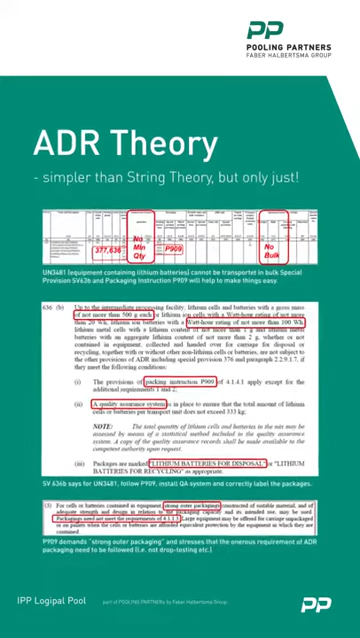 PP
POOLING PARTNERS
FABER HALBERTSMA GROUP
ADR Theory
- simpler than String Theory, but only just!
377,636
No
Min
Qty
P909
No
Bulk
UN3481 (equipment containing lithium batteries) cannot be transportet in bulk Special
Provision SV63b and Packaging Instruction P909 will help to make things easy.
636 (b) Up to the intermediate processing facility, lithium cells and batteries with a gross mass
of not more than 500 g each or lithium ion cells with a Watt-hour rating of not more
than 20 Wh, lithium ion batteries with a Watt-hour rating of not more than 100 Wh,
lithium metal cells with a lithium content of not more than 1 g and lithium metal
batteries with an aggregate lithium content of not more than 2 g, whether or not
contained in equipment, collected and handed over for carriage for disposal or
recycling, together with or without other non-lithium cells or batteries, are not subject to
the other provisions of ADR including special provision 376 and paragraph 2.2.9.1.7, if
they meet the following conditions:
(i) The provisions of packing instruction P909 of 4.1.4.1 apply except for the
additional requirements 1 and 2;
(ii) A quality assurance system is in place to ensure that the total amount of lithium
cells or batteries per transport unit does not exceed 333 kg;
NOTE: The total quantity of lithium cells and batteries in the mix may be
assessed by means of a statistical method included in the quality assurance
system. A copy of the quality assurance records shall be made available to the
competent authority upon request.
(iii) Packages are marked "LITHIUM BATTERIES FOR DISPOSAL" or "LITHIUM
BATTERIES FOR RECYCLING" as appropriate.
SV 636b says for UN3481, follow P909, install QA system and correctly label the packages.
(3) For cells or batteries contained in equipment, strong outer packagings constructed of suitable material, and of
adequate strength and design in relation to the packaging capacity and its intended use, may be used.
Packagings need not meet the requirements of 4.1.1.3. Large equipment may be offered for carriage unpackaged
or on pallets when the cells or batteries are afforded equivalent protection by the equipment in which they are
contained.
P909 demands "strong outer packaging" and stresses that the onerous requirement of ADR
packaging need to be followed (i.e. not drop-testing etc.)
IPP Logipal Pool
part of POOLING PARTNERs by Faber Halbertsma Group
PP